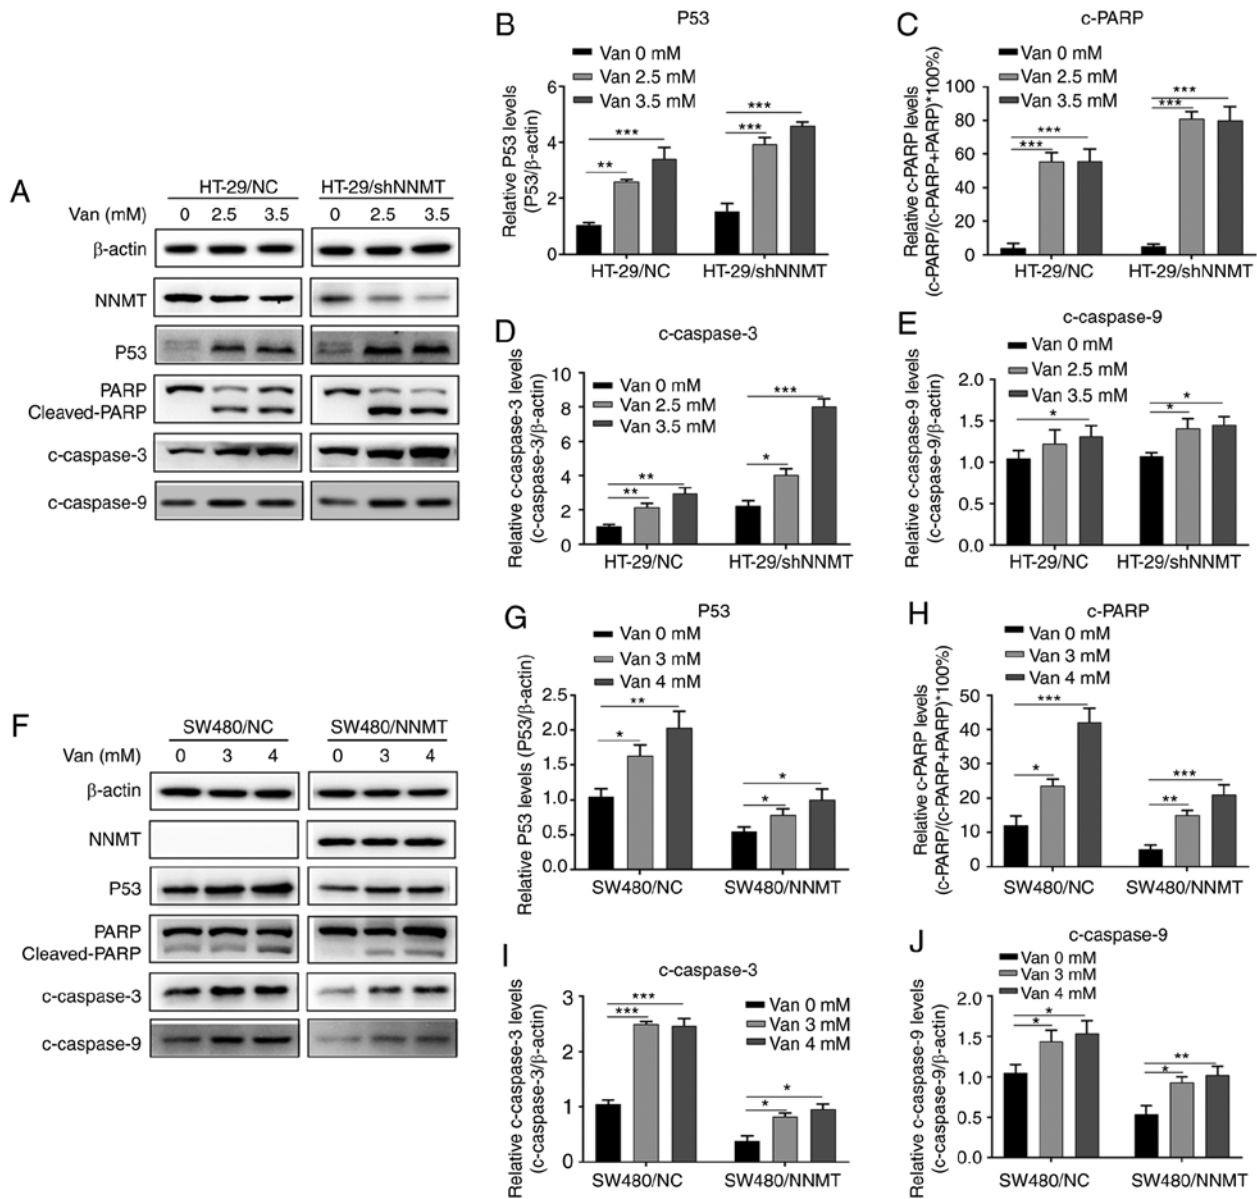 A
HT-29/NC HT-29/shNNMT
Van (mM) 0 2.5 3.5 0 2.5 3.5
β-actin
NNMT
P53
PARP
Cleaved-PARP
c-caspase-3
c-caspase-9
B
P53
Van 0 mM
Van 2.5 mM
Van 3.5 mM
Relative P53 levels
(P53/β-actin)
6
4
2
0
** *** *** ***
HT-29/NC HT-29/shNNMT
C
c-PARP
Van 0 mM
Van 2.5 mM
Van 3.5 mM
Relative c-PARP levels
(c-PARP/(c-PARP+PARP)*100%)
100
80
60
40
20
0
*** *** *** ***
HT-29/NC HT-29/shNNMT
D
c-caspase-3
Van 0 mM
Van 2.5 mM
Van 3.5 mM
Relative c-caspase-3 levels
(c-caspase-3/β-actin)
10
8
6
4
2
0
** ** * ***
HT-29/NC HT-29/shNNMT
E
c-caspase-9
Van 0 mM
Van 2.5 mM
Van 3.5 mM
Relative c-caspase-9 levels
(c-caspase-9/β-actin)
2.0
1.5
1.0
0.5
0.0
* * *
HT-29/NC HT-29/shNNMT
F
SW480/NC SW480/NNMT
Van (mM) 0 3 4 0 3 4
β-actin
NNMT
P53
PARP
Cleaved-PARP
c-caspase-3
c-caspase-9
G
P53
Van 0 mM
Van 3 mM
Van 4 mM
Relative P53 levels (P53/β-actin)
2.5
2.0
1.5
1.0
0.5
0.0
* ** * *
SW480/NC SW480/NNMT
H
c-PARP
Van 0 mM
Van 3 mM
Van 4 mM
Relative c-PARP levels
(c-PARP/(c-PARP+PARP)*100%)
50
40
30
20
10
0
* *** ** ***
SW480/NC SW480/NNMT
I
c-caspase-3
Van 0 mM
Van 3 mM
Van 4 mM
Relative c-caspase-3 levels
(c-caspase-3/β-actin)
3
2
1
0
*** *** * *
SW480/NC SW480/NNMT
J
c-caspase-9
Van 0 mM
Van 3 mM
Van 4 mM
Relative c-caspase-9 levels
(c-caspase-9/β-actin)
2.0
1.5
1.0
0.5
0.0
* * * **
SW480/NC SW480/NNMT